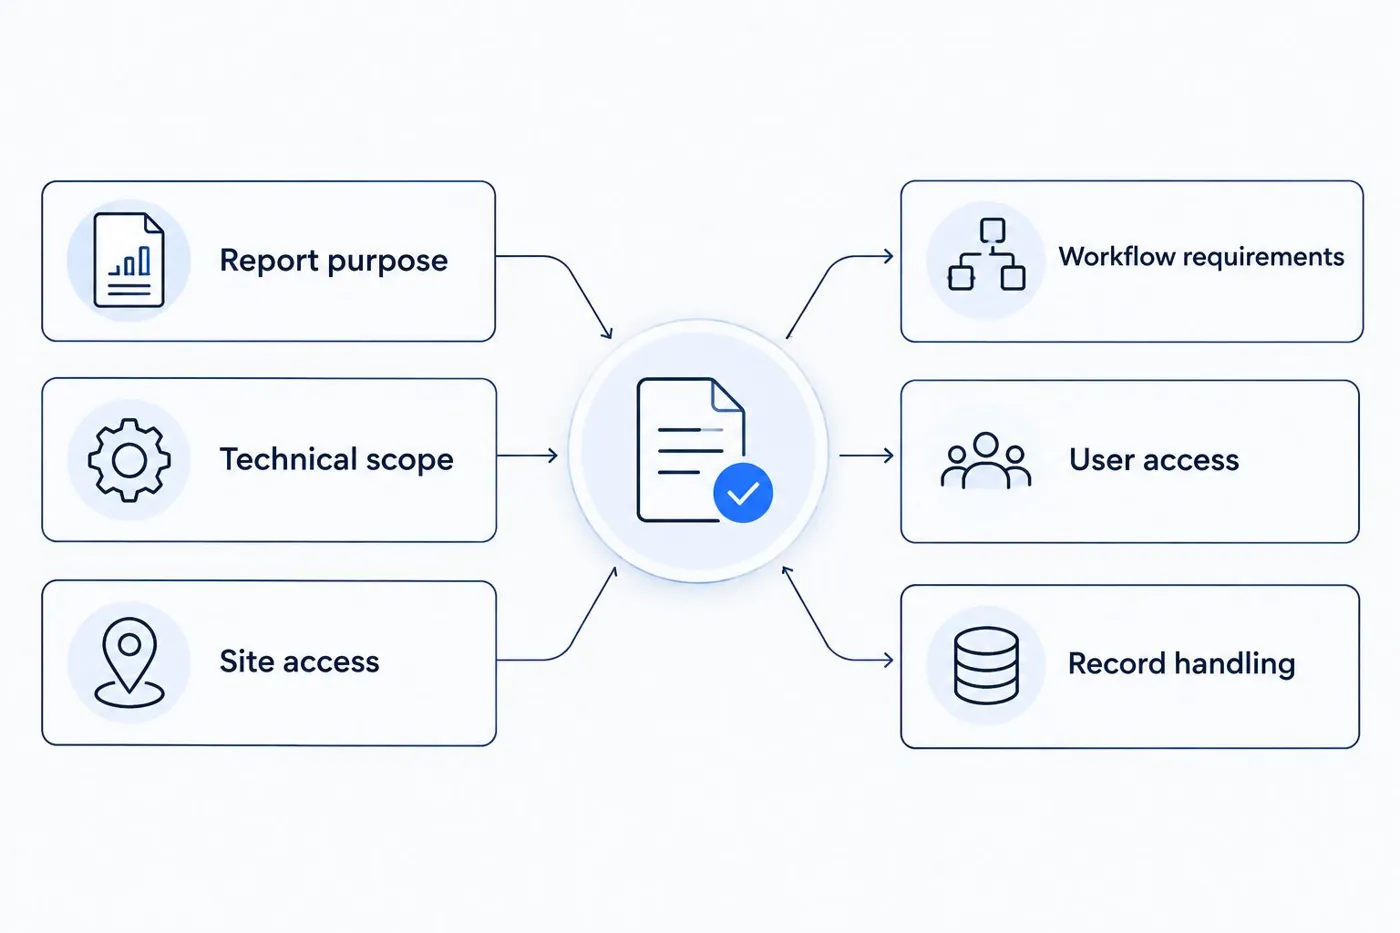 Report purpose
Technical scope
Site access
Workflow requirements
User access
Record handling